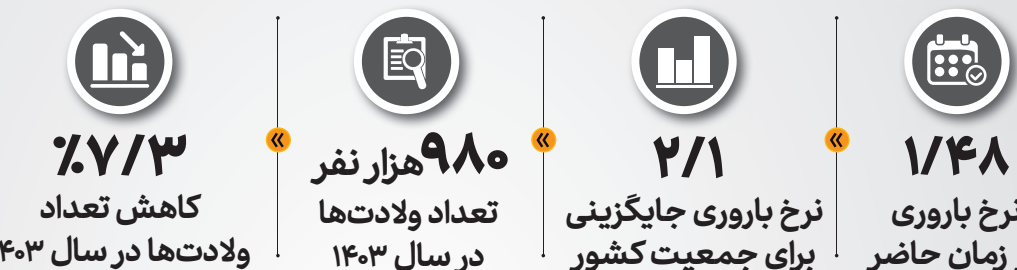 ۱/۴۸
نرخ باروری
زمان حاضر
۲/۱
نرخ باروری جایگزینی
برای جمعیت کشور
۹۸۰هزار نفر
تعداد ولادت‌ها
در سال ۱۴۰۳
٪۷/۳
کاهش تعداد
ولادت‌ها در سال ۱۴۰۳